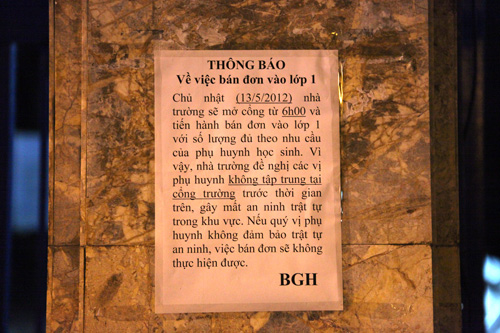 THÔNG BÁO
Về việc bán đơn vào lớp 1
Chủ nhật (13/5/2012) nhà
trường sẽ mở cổng từ 6h00 và
tiến hành bán đơn vào lớp 1
với số lượng đủ theo nhu cầu
của phụ huynh học sinh. Vì
vậy, nhà trường đề nghị các vị
phụ huynh không tập trung tại
cổng trường trước thời gian
trên, gây mất an ninh trật tự
trong khu vực. Nếu quý vị phụ
huynh không đảm bảo trật tự
an ninh, việc bán đơn sẽ không
thực hiện được.
BGH